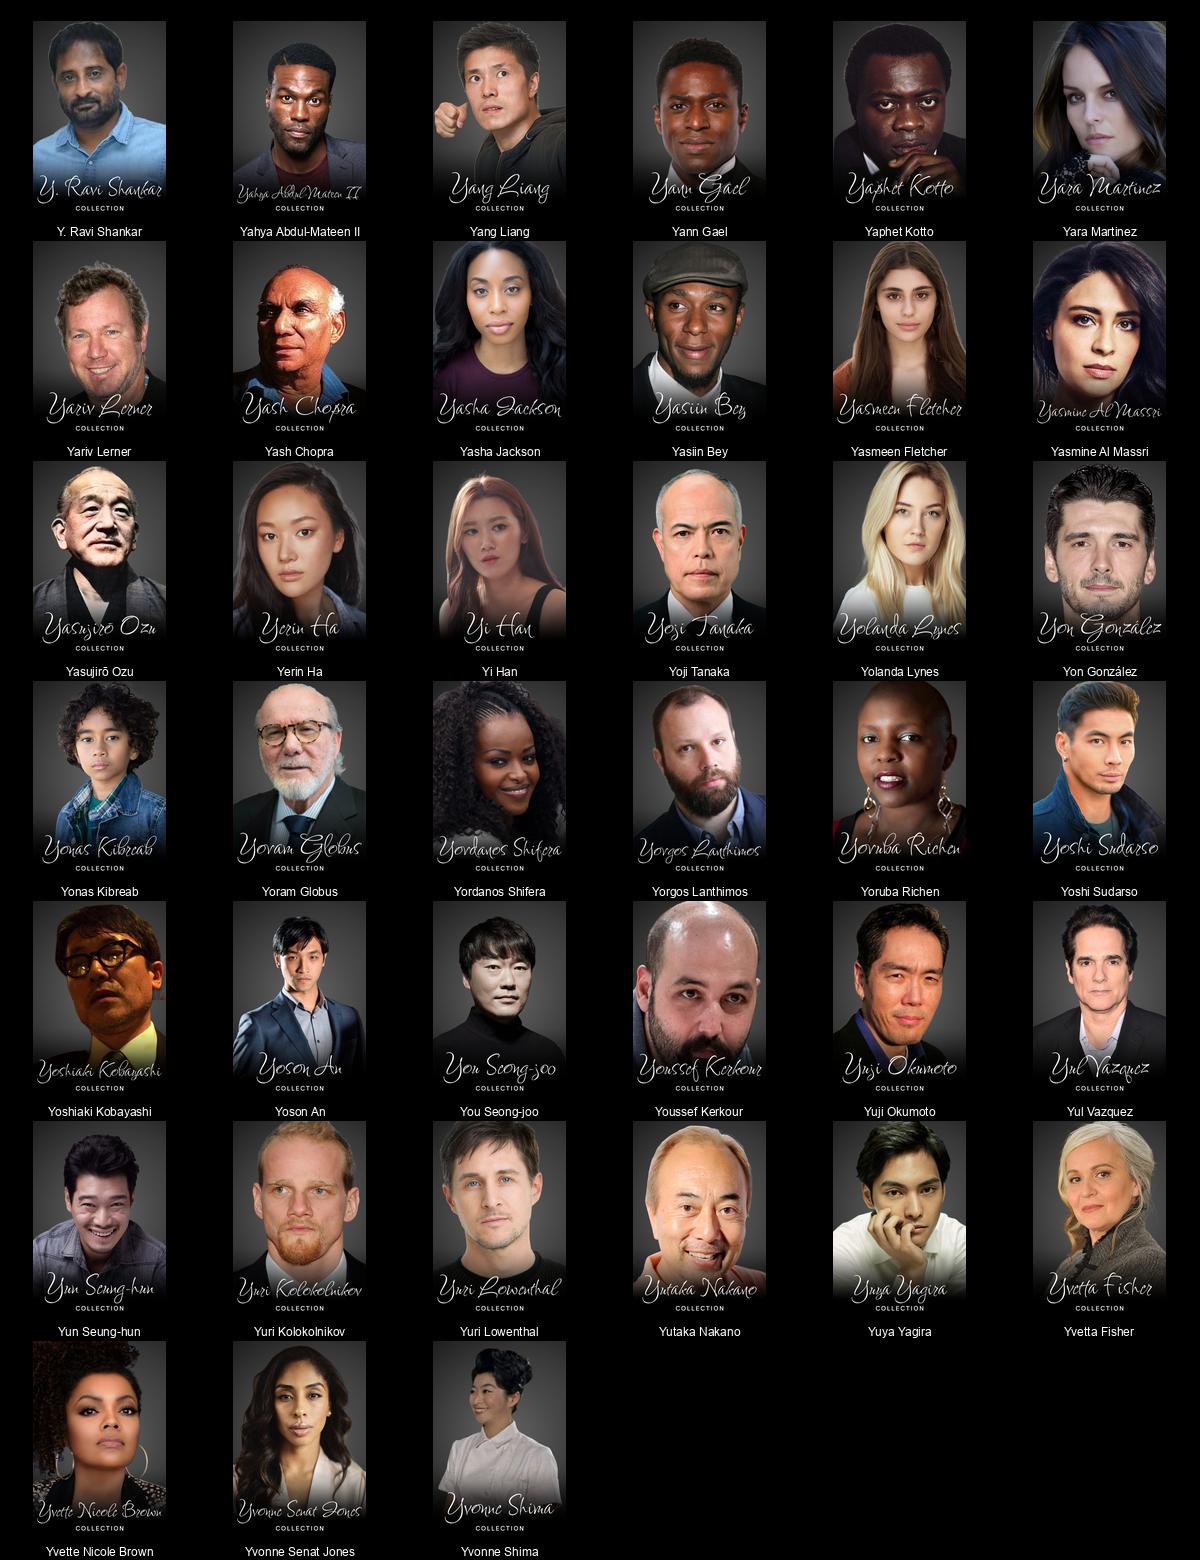 Y. Ravi Shankar
COLLECTION
Y. Ravi Shankar
Yahya Abdul-Mateen II
COLLECTION
Yahya Abdul-Mateen II
Yang Liang
COLLECTION
Yang Liang
Yann Gael
COLLECTION
Yann Gael
Yaphet Kotto
COLLECTION
Yaphet Kotto
Yara Martinez
COLLECTION
Yara Martinez
Yariv Lerner
COLLECTION
Yariv Lerner
Yash Chopra
COLLECTION
Yash Chopra
Yasha Jackson
COLLECTION
Yasha Jackson
Yasiin Bey
COLLECTION
Yasiin Bey
Yasmeen Fletcher
COLLECTION
Yasmeen Fletcher
Yasmine Al Massri
COLLECTION
Yasmine Al Massri
Yasujirō Ozu
COLLECTION
Yasujirō Ozu
Yerin Ha
COLLECTION
Yerin Ha
Yi Han
COLLECTION
Yi Han
Yoji Tanaka
COLLECTION
Yoji Tanaka
Yolanda Lynes
COLLECTION
Yolanda Lynes
Yon González
COLLECTION
Yon González
Yonas Kibreab
COLLECTION
Yonas Kibreab
Yoram Globus
COLLECTION
Yoram Globus
Yordanos Shifera
COLLECTION
Yordanos Shifera
Yorgos Lanthimos
COLLECTION
Yorgos Lanthimos
Yoruba Richen
COLLECTION
Yoruba Richen
Yoshi Sudarso
COLLECTION
Yoshi Sudarso
Yoshiaki Kobayashi
COLLECTION
Yoshiaki Kobayashi
Yoson An
COLLECTION
Yoson An
You Seong-joo
COLLECTION
You Seong-joo
Youssef Kerkour
COLLECTION
Youssef Kerkour
Yuji Okumoto
COLLECTION
Yuji Okumoto
Yul Vazquez
COLLECTION
Yul Vazquez
Yun Seung-hun
COLLECTION
Yun Seung-hun
Yuri Kolokolnikov
COLLECTION
Yuri Kolokolnikov
Yuri Lowenthal
COLLECTION
Yuri Lowenthal
Yutaka Nakano
COLLECTION
Yutaka Nakano
Yuya Yagira
COLLECTION
Yuya Yagira
Yvetta Fisher
COLLECTION
Yvetta Fisher
Yvette Nicole Brown
COLLECTION
Yvette Nicole Brown
Yvonne Senat Jones
COLLECTION
Yvonne Senat Jones
Yvonne Shima
COLLECTION
Yvonne Shima